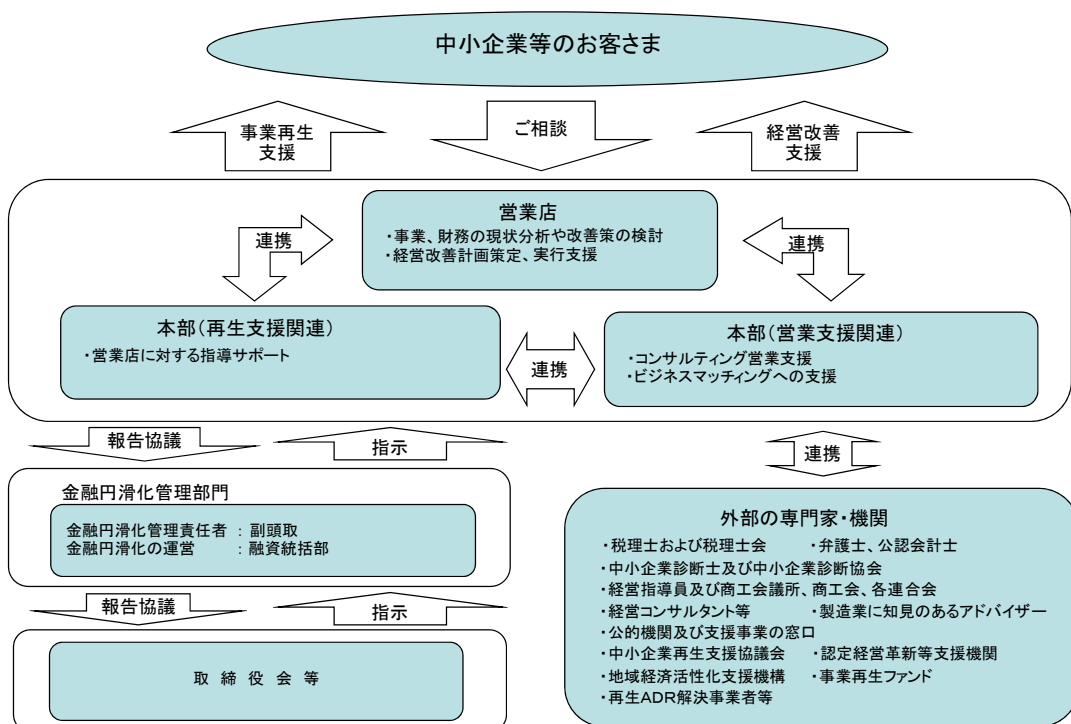 中小企業等のお客さま
事業再生
支援
ご相談
経営改善
支援
営業店
・事業、財務の現状分析や改善策の検討
・経営改善計画策定、実行支援
連携
連携
本部(再生支援関連)
・営業店に対する指導サポート
連携
本部(営業支援関連)
・コンサルティング営業支援
・ビジネスマッチィングへの支援
報告協議
指示
連携
金融円滑化管理部門
金融円滑化管理責任者 : 副頭取
金融円滑化の運営 : 融資統括部
報告協議
指示
取 締 役 会 等
外部の専門家・機関
・税理士および税理士会 ・弁護士、公認会計士
・中小企業診断士及び中小企業診断協会
・経営指導員及び商工会議所、商工会、各連合会
・経営コンサルタント等 ・製造業に知見のあるアドバイザー
・公的機関及び支援事業の窓口
・中小企業再生支援協議会 ・認定経営革新等支援機関
・地域経済活性化支援機構 ・事業再生ファンド
・再生ADR解決事業者等